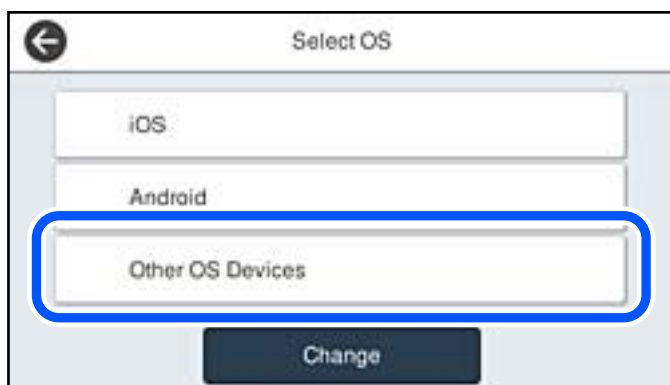 Select OS
iOS
Android
Other OS Devices
Change